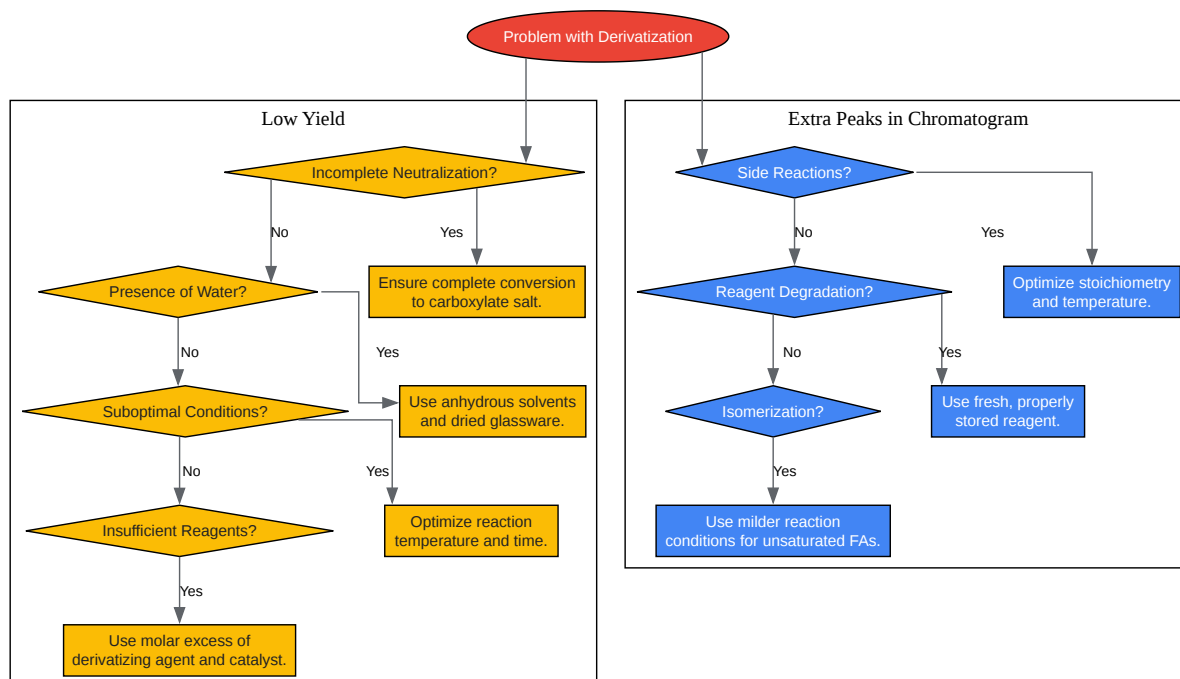 Problem with Derivatization
Low Yield
Incomplete Neutralization?
No
Yes
Presence of Water?
Ensure complete conversion
to carboxylate salt.
No
Yes
Suboptimal Conditions?
Use anhydrous solvents
and dried glassware.
No
Yes
Insufficient Reagents?
Optimize reaction
temperature and time.
Yes
Use molar excess of
derivatizing agent and catalyst.
Extra Peaks in Chromatogram
Side Reactions?
No
Yes
Reagent Degradation?
Optimize stoichiometry
and temperature.
No
Yes
Isomerization?
Use fresh, properly
stored reagent.
Yes
Use milder reaction
conditions for unsaturated FAs.